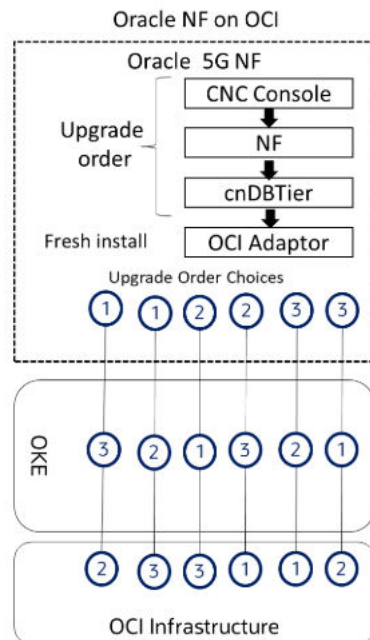 Oracle NF on OCI
Oracle 5G NF
CNC Console
Upgrade
order
NF
cnDBTier
Fresh install
OCI Adaptor
Upgrade Order Choices
1 1 2 2 3 3
OKE
3 2 1 3 2 1
2 3 3 1 1 2
OCI Infrastructure